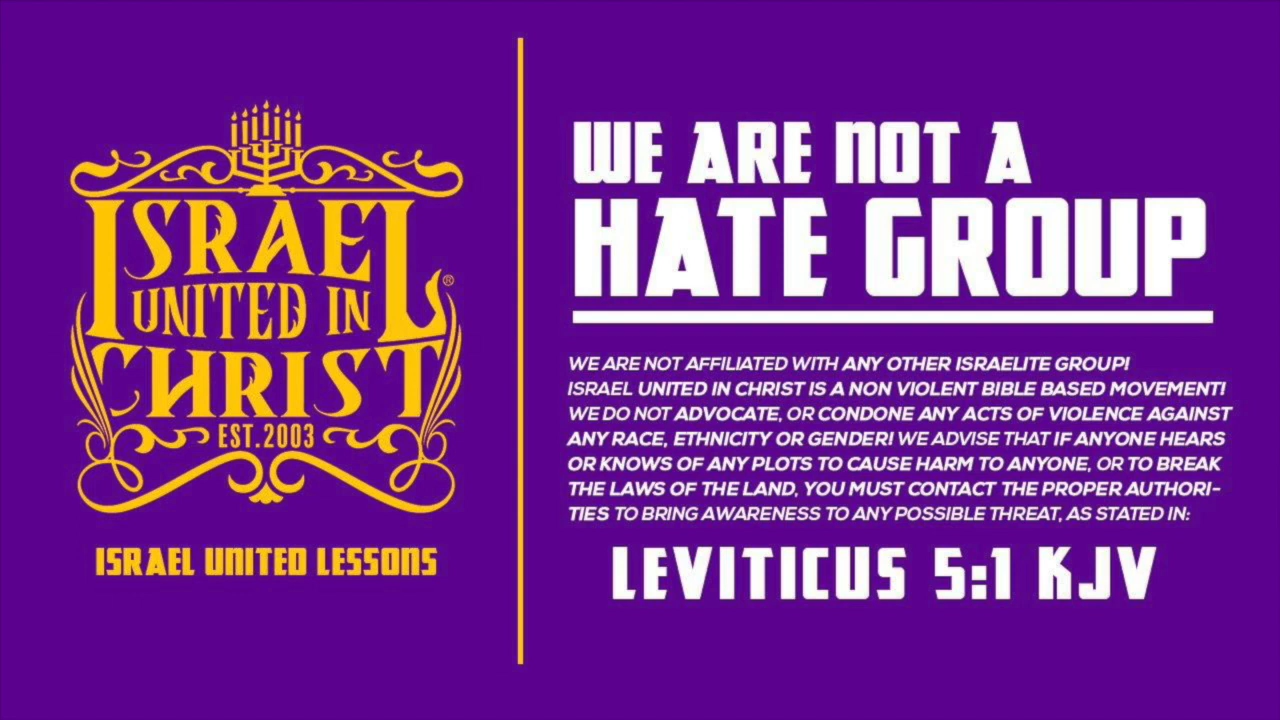 ISRAEL
UNITED IN
CHRIST
EST.2003
ISRAEL UNITED LESSONS
WE ARE NOT A
HATE GROUP
WE ARE NOT AFFILIATED WITH ANY OTHER ISRAELITE GROUP!
ISRAEL UNITED IN CHRIST IS A NON VIOLENT BIBLE BASED MOVEMENT!
WE DO NOT ADVOCATE, OR CONDONE ANY ACTS OF VIOLENCE AGAINST
ANY RACE, ETHNICITY OR GENDER! WE ADVISE THAT IF ANYONE HEARS
OR KNOWS OF ANY PLOTS TO CAUSE HARM TO ANYONE, OR TO BREAK
THE LAWS OF THE LAND, YOU MUST CONTACT THE PROPER AUTHORI-
TIES TO BRING AWARENESS TO ANY POSSIBLE THREAT, AS STATED IN:
LEVITICUS 5:1 KJV